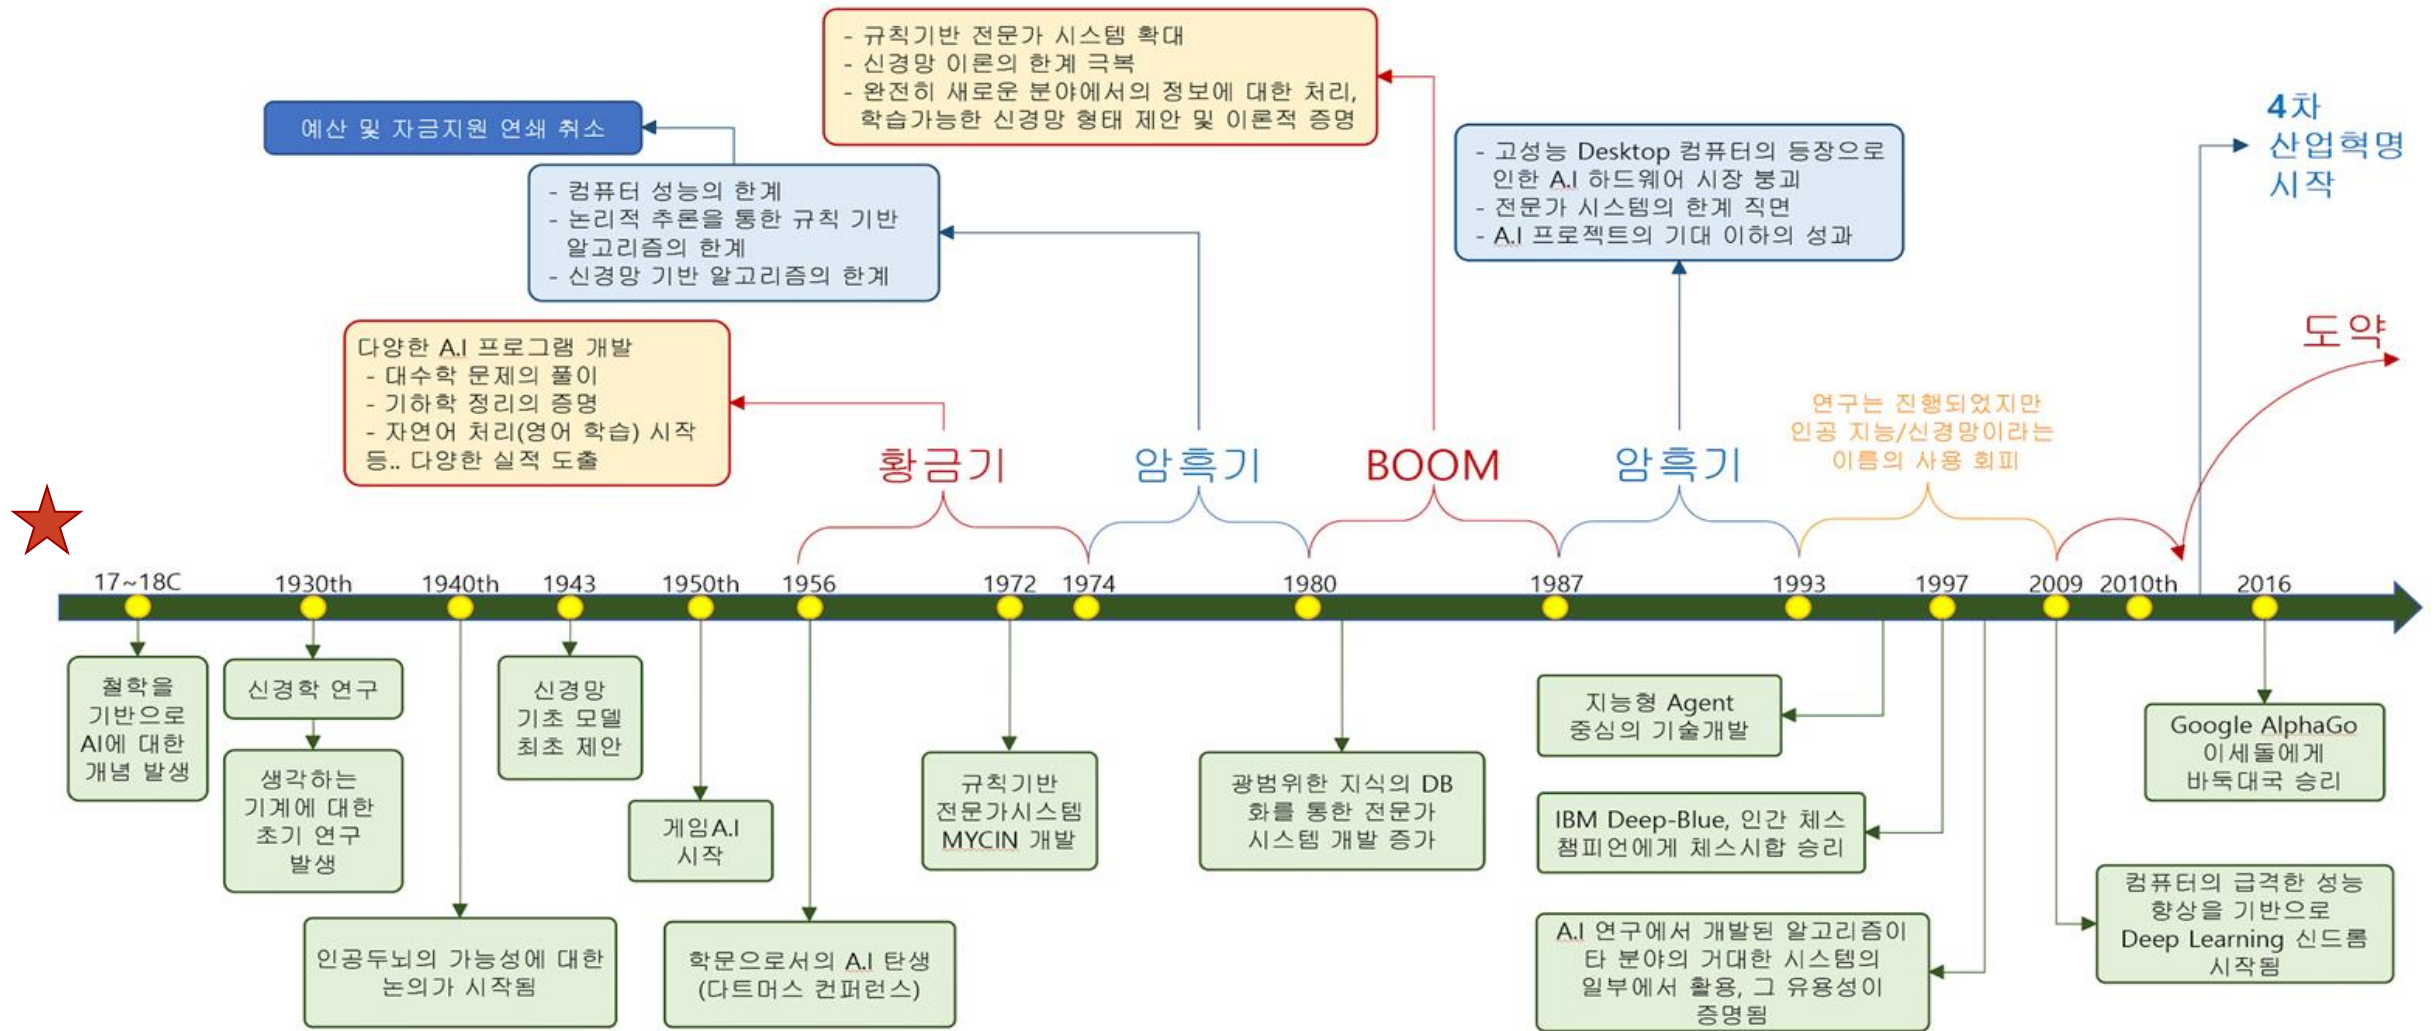 - 규칙기반 전문가 시스템 확대
- 신경망 이론의 한계 극복
- 완전히 새로운 분야에서의 정보에 대한 처리,
학습가능한 신경망 형태 제안 및 이론적 증명
예산 및 자금지원 연쇄 취소
- 컴퓨터 성능의 한계
- 논리적 추론을 통한 규칙 기반
알고리즘의 한계
- 신경망 기반 알고리즘의 한계
- 고성능 Desktop 컴퓨터의 등장으로
인한 A.I 하드웨어 시장 붕괴
- 전문가 시스템의 한계 직면
- A.I 프로젝트의 기대 이하의 성과
4차
산업혁명
시작
다양한 A.I 프로그램 개발
- 대수학 문제의 풀이
- 기하학 정리의 증명
- 자연어 처리(영어 학습) 시작
등.. 다양한 실적 도출
도약
황금기
암흑기
BOOM
암흑기
연구는 진행되었지만
인공 지능/신경망이라는
이름의 사용 회피
17~18C
1930th
1940th
1943
1950th
1956
1972
1974
1980
1987
1993
1997
2009
2010th
2016
철학을
기반으로
AI에 대한
개념 발생
신경학 연구
생각하는
기계에 대한
초기 연구
발생
인공두뇌의 가능성에 대한
논의가 시작됨
신경망
기초 모델
최초 제안
게임A.I
시작
학문으로서의 A.I 탄생
(다트머스 컨퍼런스)
규칙기반
전문가시스템
MYCIN 개발
광범위한 지식의 DB
화를 통한 전문가
시스템 개발 증가
지능형 Agent
중심의 기술개발
IBM Deep-Blue, 인간 체스
챔피언에게 체스시합 승리
A.I 연구에서 개발된 알고리즘이
타 분야의 거대한 시스템의
일부에서 활용, 그 유용성이
증명됨
컴퓨터의 급격한 성능
향상을 기반으로
Deep Learning 신드롬
시작됨
Google AlphaGo
이세돌에게
바둑대국 승리